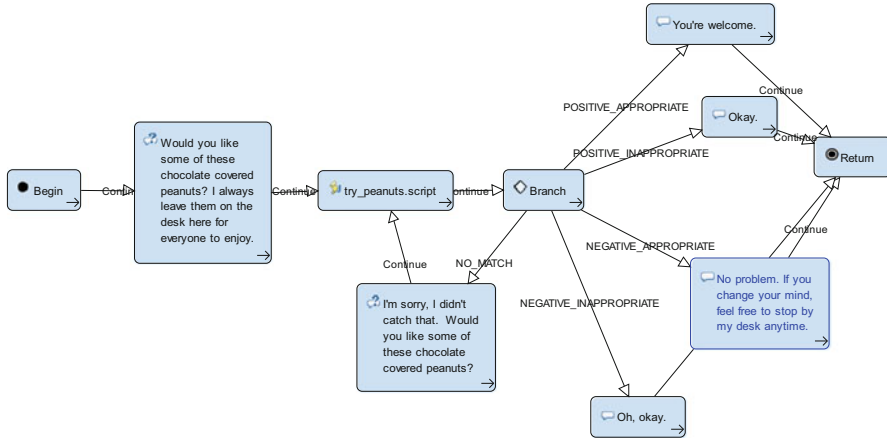 You're welcome.
Continue
POSITIVE_APPROPRIATE
Okay.
Continue
POSITIVE_INAPPROPRIATE
Return
Would you like
some of these
chocolate covered
peanuts? I always
leave them on the
desk here for
everyone to enjoy.
Begin
Contin
Continue
try_peanuts.script
ontinue
Branch
Continue
NEGATIVE_APPROPRIATE
Continue
NO_MATCH
No problem. If you
change your mind,
feel free to stop by
my desk anytime.
I'm sorry, I didn't
catch that. Would
you like some of
these chocolate
covered peanuts?
NEGATIVE_INAPPROPRIATE
Oh, okay.